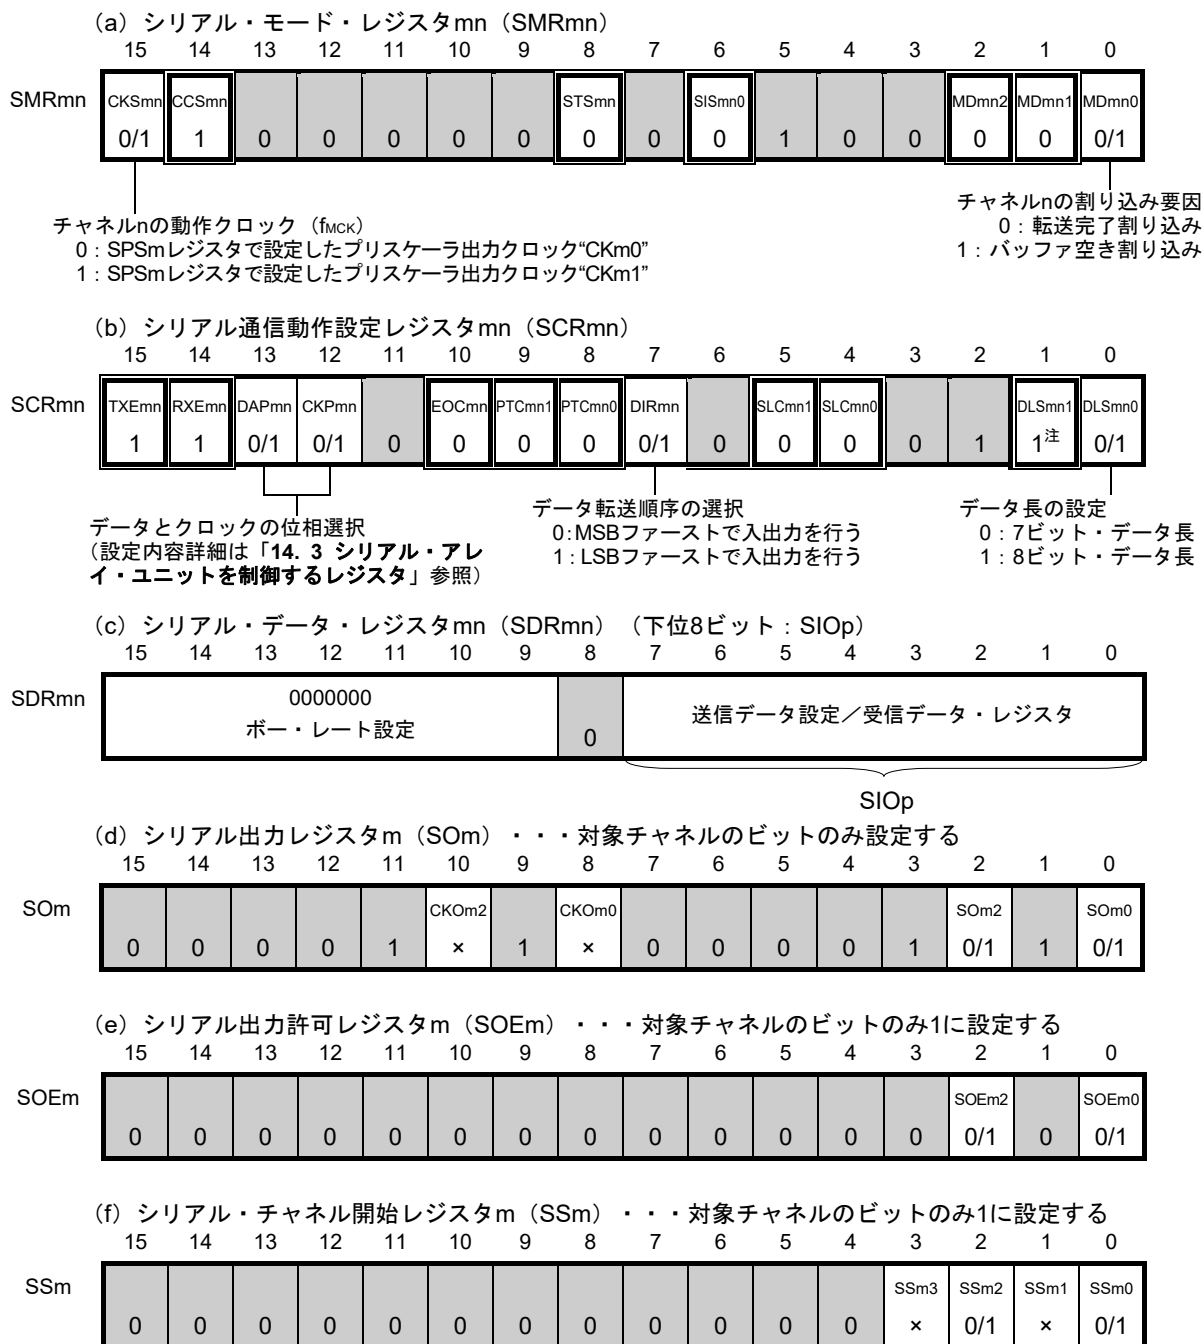 (a) シリアル・モード・レジスタmn（SMRmn）
15 14 13 12 11 10 9 8 7 6 5 4 3 2 1 0
SMRmn CKSmn CCSmn STSmn SISmn0 MDmn2 MDmn1 MDmn0
0/1 1 0 0 0 0 0 0 0 0 1 0 0 0 0 0/1
チャネルnの動作クロック（fMCK）
0：SPSmレジスタで設定したプリスケーラ出力クロック“CKm0”
1：SPSmレジスタで設定したプリスケーラ出力クロック“CKm1”
チャネルnの割り込み要因
0：転送完了割り込み
1：バッファ空き割り込み
(b) シリアル通信動作設定レジスタmn（SCRmn）
15 14 13 12 11 10 9 8 7 6 5 4 3 2 1 0
SCRmn TXEmn RXEmn DAPmn CKPmn EOCmn PTCmn1 PTCmn0 DIRmn SLCmn1 SLCmn0 DLSmn1 DLSmn0
1 1 0/1 0/1 0 0 0 0 0/1 0 0 0 0 1 1注 0/1
データとクロックの位相選択
（設定内容詳細は「14. 3 シリアル・アレ
イ・ユニットを制御するレジスタ」参照）
データ転送順序の選択
0:MSBファーストで入出力を行う
1：LSBファーストで入出力を行う
データ長の設定
0：7ビット・データ長
1：8ビット・データ長
(c) シリアル・データ・レジスタmn（SDRmn）（下位8ビット：SIOp）
15 14 13 12 11 10 9 8 7 6 5 4 3 2 1 0
SDRmn 0000000
ボー・レート設定
0
送信データ設定／受信データ・レジスタ
SIOp
(d) シリアル出力レジスタm（SOm）・・・対象チャネルのビットのみ設定する
15 14 13 12 11 10 9 8 7 6 5 4 3 2 1 0
SOm CKOm2 CKOm0 SOm2 SOm0
0 0 0 0 1 × 1 × 0 0 0 0 1 0/1 1 0/1
(e) シリアル出力許可レジスタm（SOEm）・・・対象チャネルのビットのみ1に設定する
15 14 13 12 11 10 9 8 7 6 5 4 3 2 1 0
SOEm SOEm2 SOEm0
0 0 0 0 0 0 0 0 0 0 0 0 0 0/1 0 0/1
(f) シリアル・チャネル開始レジスタm（SSm）・・・対象チャネルのビットのみ1に設定する
15 14 13 12 11 10 9 8 7 6 5 4 3 2 1 0
SSm SSm3 SSm2 SSm1 SSm0
0 0 0 0 0 0 0 0 0 0 0 0 × 0/1 × 0/1